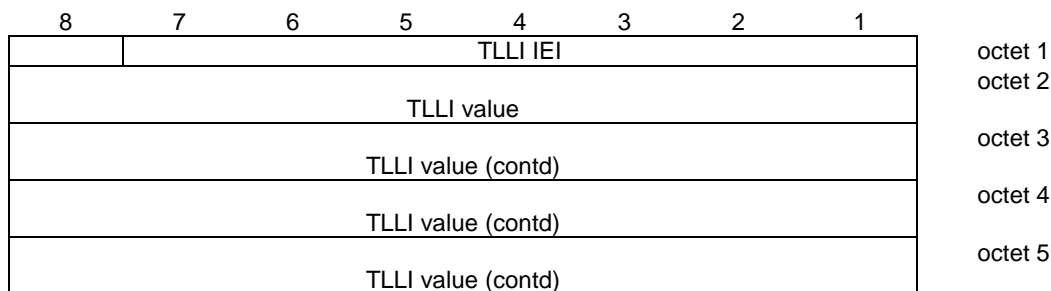 8 7 6 5 4 3 2 1
TLLI IEI octet 1
octet 2
TLLI value
octet 3
TLLI value (contd)
octet 4
TLLI value (contd)
octet 5
TLLI value (contd)